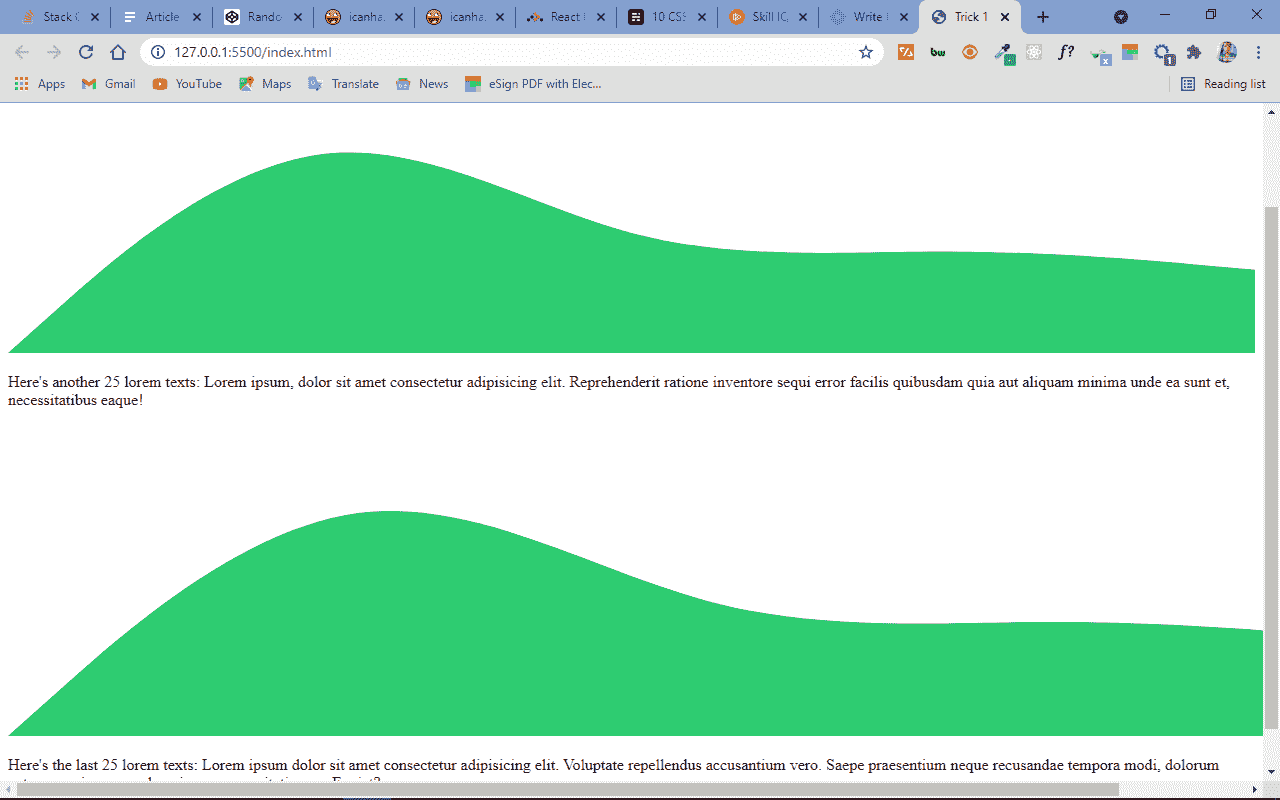 Stack
Article
Rando
icanha.
icanha.
React
10 CSS
Skill IC
Write
Trick 1
127.0.0.1:5500/index.html
bw
f?
x
1
Apps Gmail YouTube Maps Translate News eSign PDF with Elec... Reading list
Here's another 25 lorem texts: Lorem ipsum, dolor sit amet consectetur adipisicing elit. Reprehenderit ratione inventore sequi error facilis quibusdam quia aut aliquam minima unde ea sunt et,
necessitatibus eaque!
Here's the last 25 lorem texts: Lorem ipsum dolor sit amet consectetur adipisicing elit. Voluptate repellendus accusantium vero. Saepe praesentium neque recusandae tempora modi, dolorum